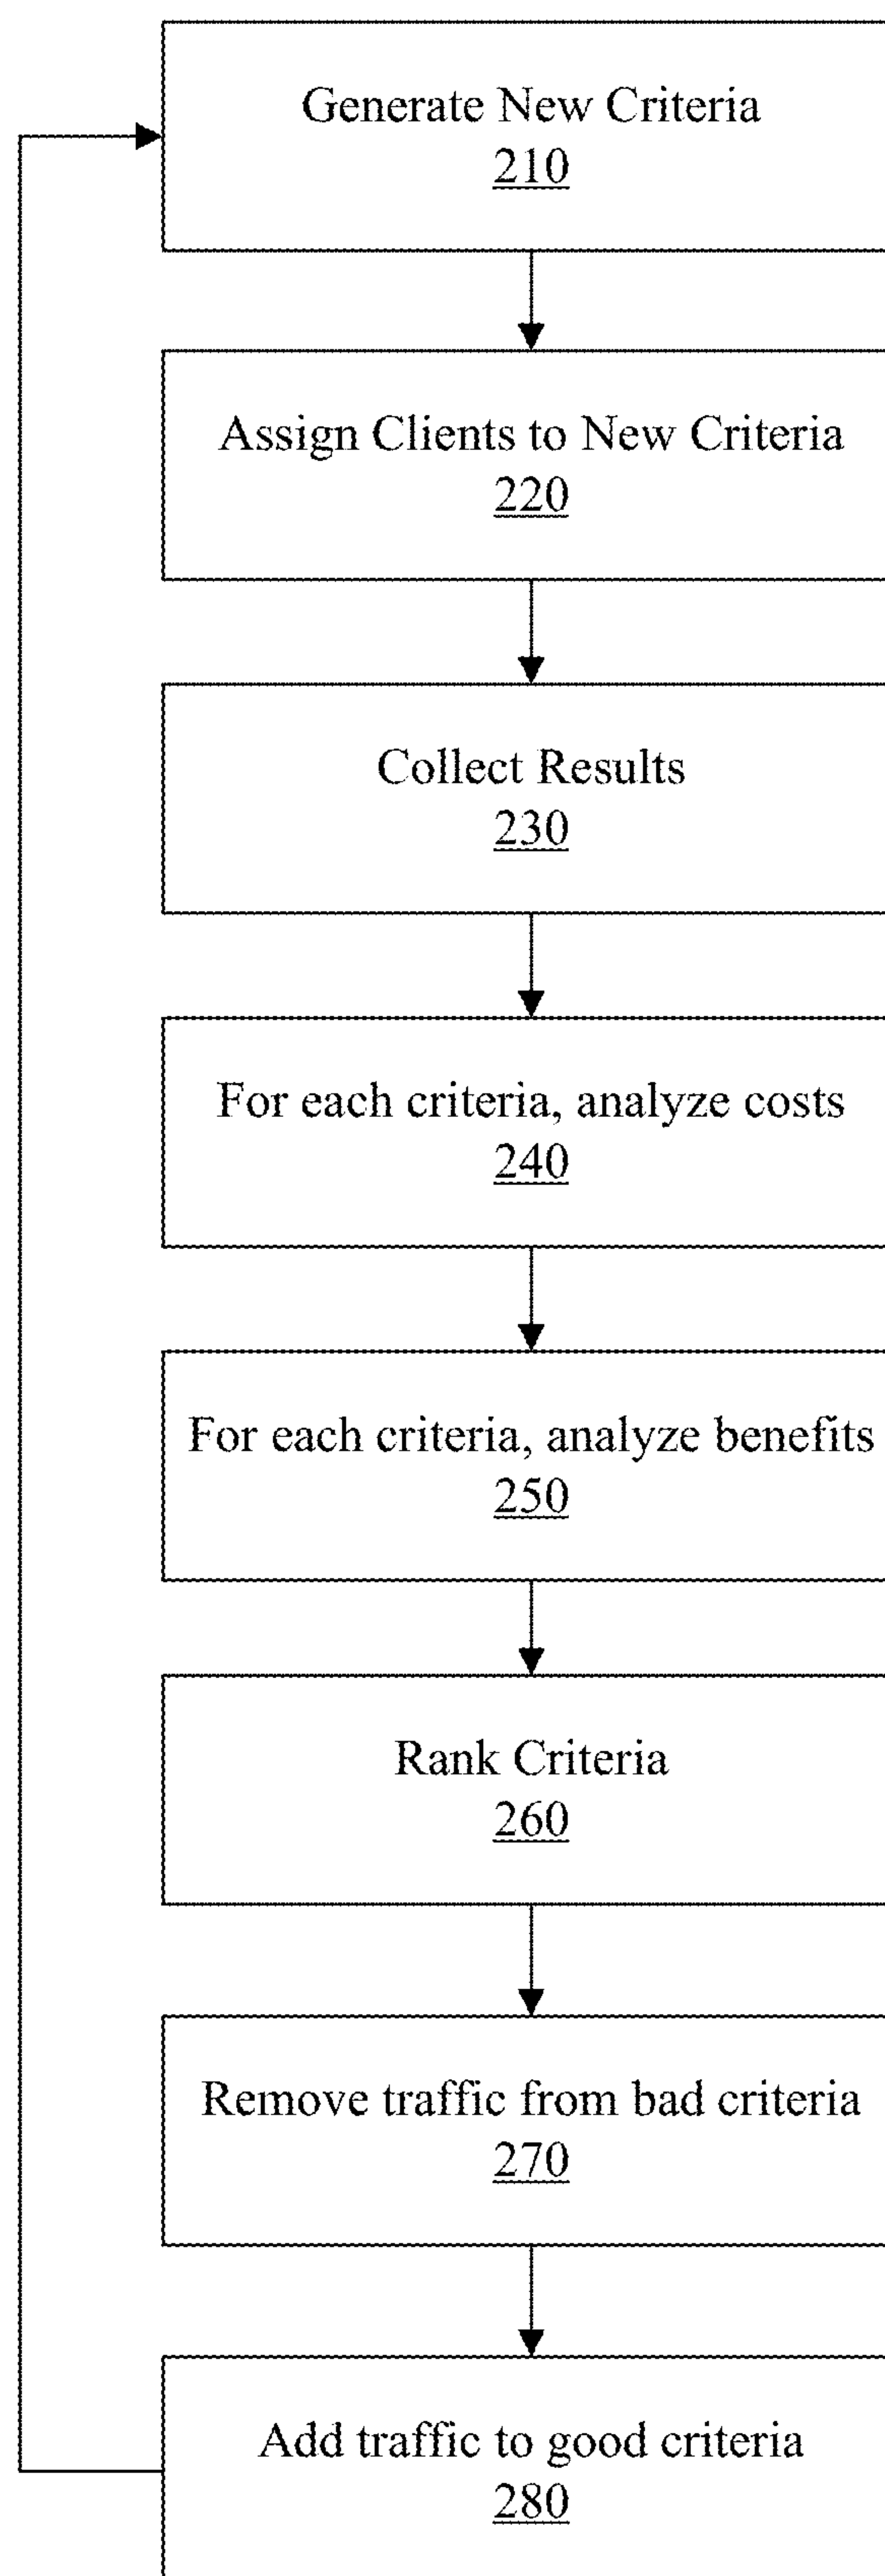 Generate New Criteria
210
Assign Clients to New Criteria
220
Collect Results
230
For each criteria, analyze costs
240
For each criteria, analyze benefits
250
Rank Criteria
260
Remove traffic from bad criteria
270
Add traffic to good criteria
280